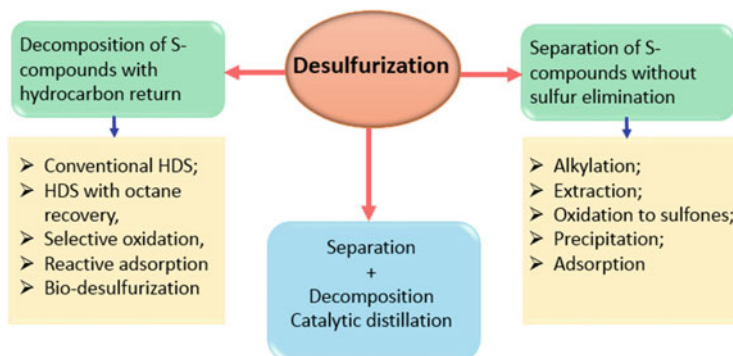 Desulfurization
Decomposition of S-
compounds with
hydrocarbon return
➢ Conventional HDS;
➢ HDS with octane
recovery,
➢ Selective oxidation,
➢ Reactive adsorption
➢ Bio-desulfurization
Separation
+
Decomposition
Catalytic distillation
Separation of S-
compounds without
sulfur elimination
➢ Alkylation;
➢ Extraction;
➢ Oxidation to sulfones;
➢ Precipitation;
➢ Adsorption